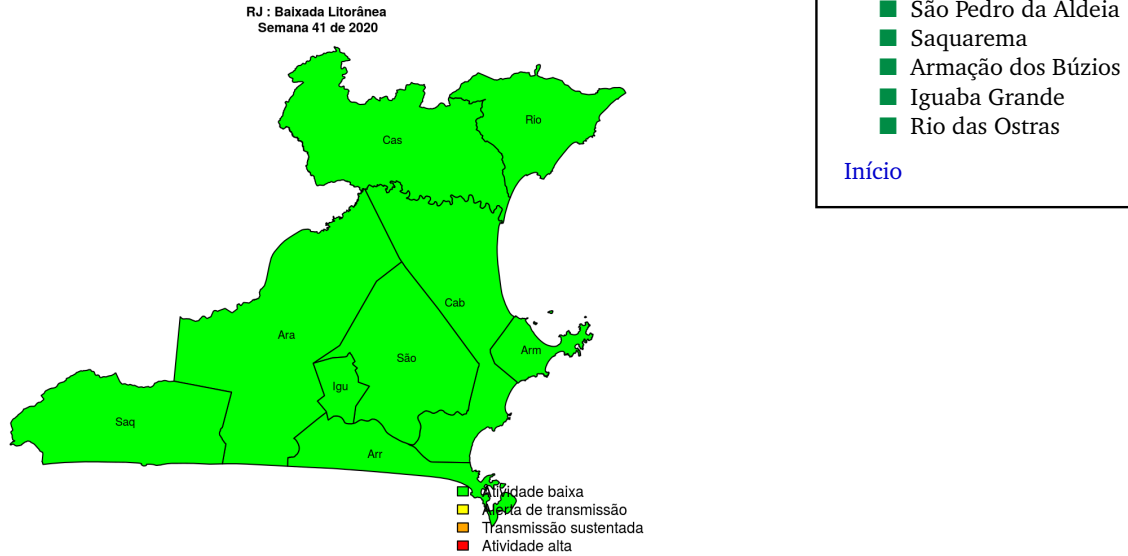 RJ : Baixada Litorânea
Semana 41 de 2020
Rio
Cas
Cab
Ara
Arm
São
Igu
Saq
Arr
Atividade baixa
Alerta de transmissão
Transmissão sustentada
Atividade alta
São Pedro da Aldeia
Saquarema
Armação dos Búzios
Iguaba Grande
Rio das Ostras
Início